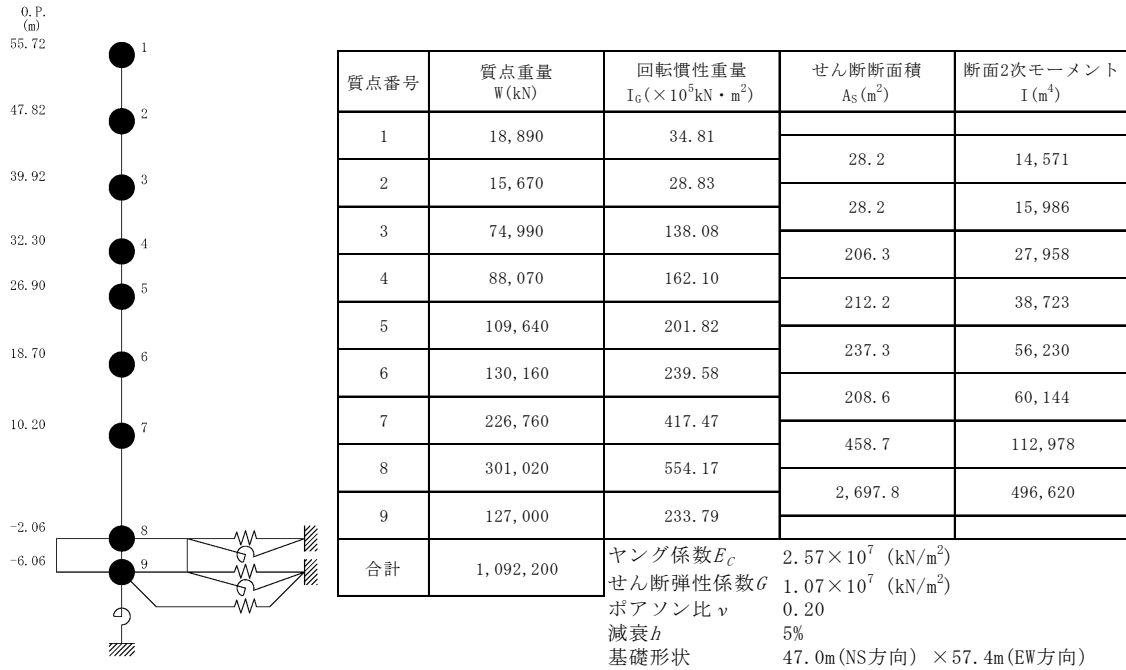 O.P.
(m)
55.72
47.82
39.92
32.30
26.90
18.70
10.20
-2.06
-6.06
1
2
3
4
5
6
7
8
9
質点番号 質点重量 W(kN) 回転慣性重量 I_G(×10^5kN・m^2) せん断断面積 A_S(m^2) 断面2次モーメント I(m^4)
1 18,890 34.81
28.2 14,571
2 15,670 28.83
28.2 15,986
3 74,990 138.08
206.3 27,958
4 88,070 162.10
212.2 38,723
5 109,640 201.82
237.3 56,230
6 130,160 239.58
208.6 60,144
7 226,760 417.47
458.7 112,978
8 301,020 554.17
2,697.8 496,620
9 127,000 233.79
合計 1,092,200
ヤング係数E_C 2.57×10^7 (kN/m^2)
せん断弾性係数G 1.07×10^7 (kN/m^2)
ポアソン比ν 0.20
減衰h 5%
基礎形状 47.0m(NS方向) ×57.4m(EW方向)